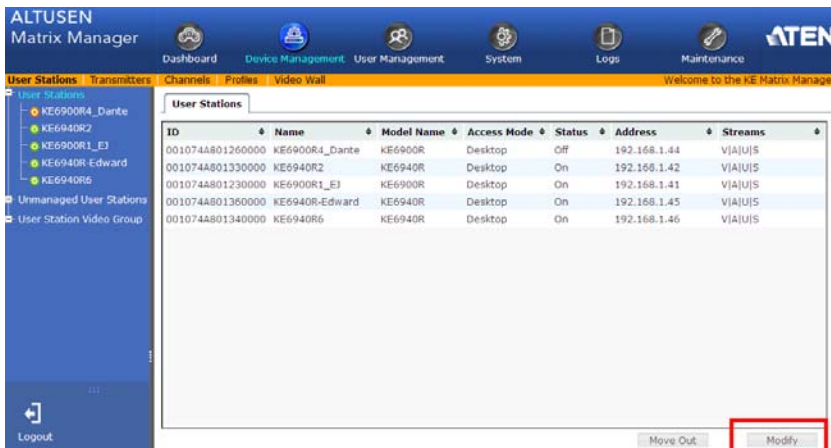 ALTUSEN
Matrix Manager
Dashboard Device Management User Management System Logs Maintenance
ATEN
User Stations Transmitters Channels Profiles Video Wall Welcome to the KE Matrix Manage
User Stations
KE6900R4_Dante
KE6940R2
KE6900R1_EJ
KE6940R-Edward
KE6940R6
Unmanaged User Stations
User Station Video Group
Logout
User Stations
ID Name Model Name Access Mode Status Address Streams
001074A801260000 KE6900R4_Dante KE6900R Desktop Off 192.168.1.44 V|A|U|S
001074A801330000 KE6940R2 KE6940R Desktop On 192.168.1.42 V|A|U|S
001074A801230000 KE6900R1_EJ KE6900R Desktop On 192.168.1.41 V|A|U|S
001074A801360000 KE6940R-Edward KE6940R Desktop On 192.168.1.45 V|A|U|S
001074A801340000 KE6940R6 KE6940R Desktop On 192.168.1.46 V|A|U|S
Move Out Modify